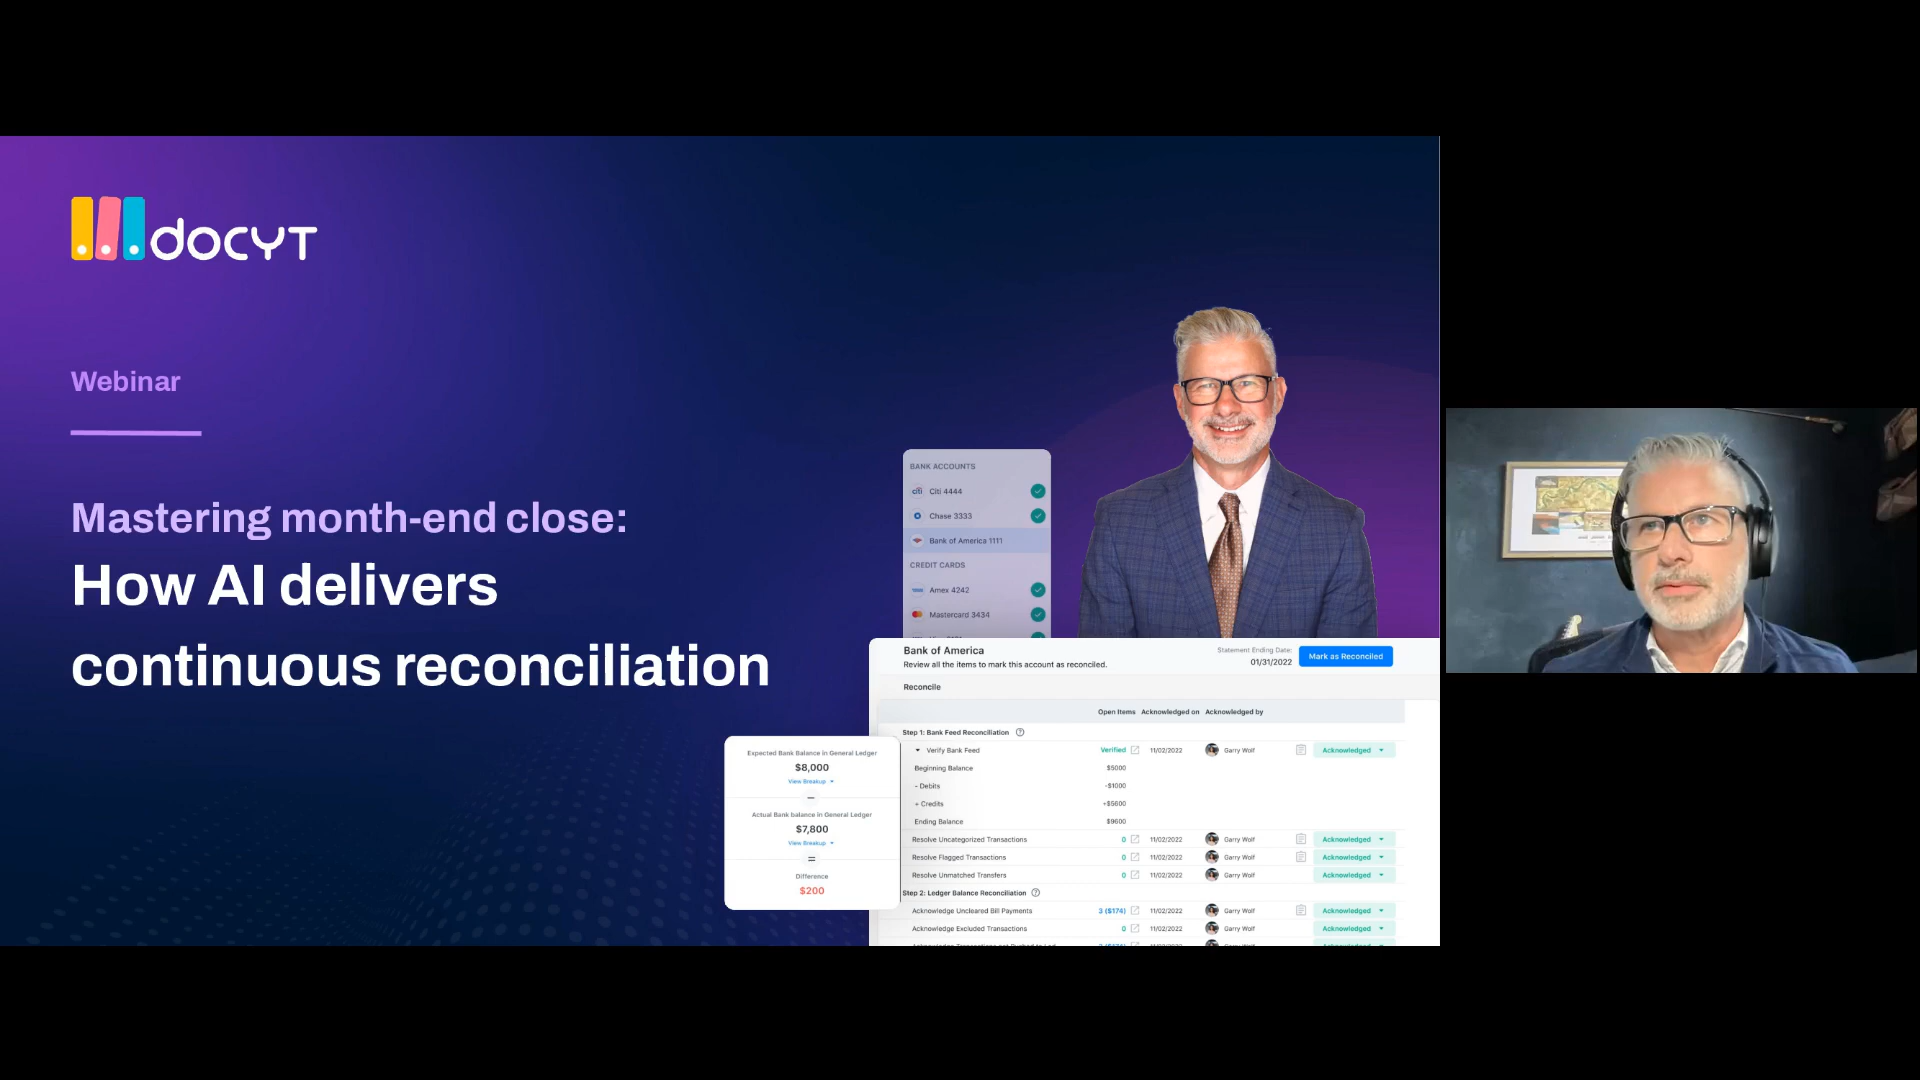 docyt
Webinar
Mastering month-end close:
How AI delivers
continuous reconciliation
BANK ACCOUNTS
citi Citi 4444
Chase 3333
Bank of America 1111
CREDIT CARDS
Amex 4242
Mastercard 3434
Bank of America
Review all the items to mark this account as reconciled.
Statement Ending Date:
01/31/2022
Mark as Reconciled
Reconcile
Open Items Acknowledged on Acknowledged by
Step 1: Bank Feed Reconciliation ?
Verify Bank Feed Verified 11/02/2022 Garry Wolf Acknowledged
Beginning Balance $5000
- Debits -$1000
+ Credits +$5600
Ending Balance $9600
Resolve Uncategorized Transactions 0 11/02/2022 Garry Wolf Acknowledged
Resolve Flagged Transactions 0 11/02/2022 Garry Wolf Acknowledged
Resolve Unmatched Transfers 0 11/02/2022 Garry Wolf Acknowledged
Step 2: Ledger Balance Reconciliation ?
Acknowledge Uncleared Bill Payments 3 ($174) 11/02/2022 Garry Wolf Acknowledged
Acknowledge Excluded Transactions 0 11/02/2022 Garry Wolf Acknowledged
Expected Bank Balance in General Ledger
$8,000
View Breakup
–
Actual Bank balance in General Ledger
$7,800
View Breakup
=
Difference
$200